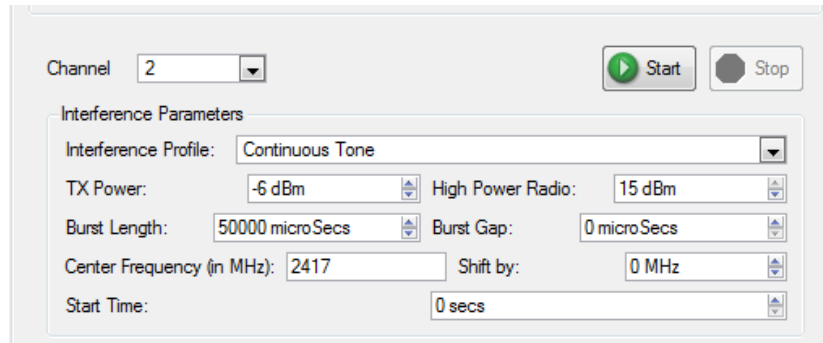 Channel 2 Start Stop
Interference Parameters
Interference Profile: Continuous Tone
TX Power: -6 dBm High Power Radio: 15 dBm
Burst Length: 50000 microSecs Burst Gap: 0 microSecs
Center Frequency (in MHz): 2417 Shift by: 0 MHz
Start Time: 0 secs